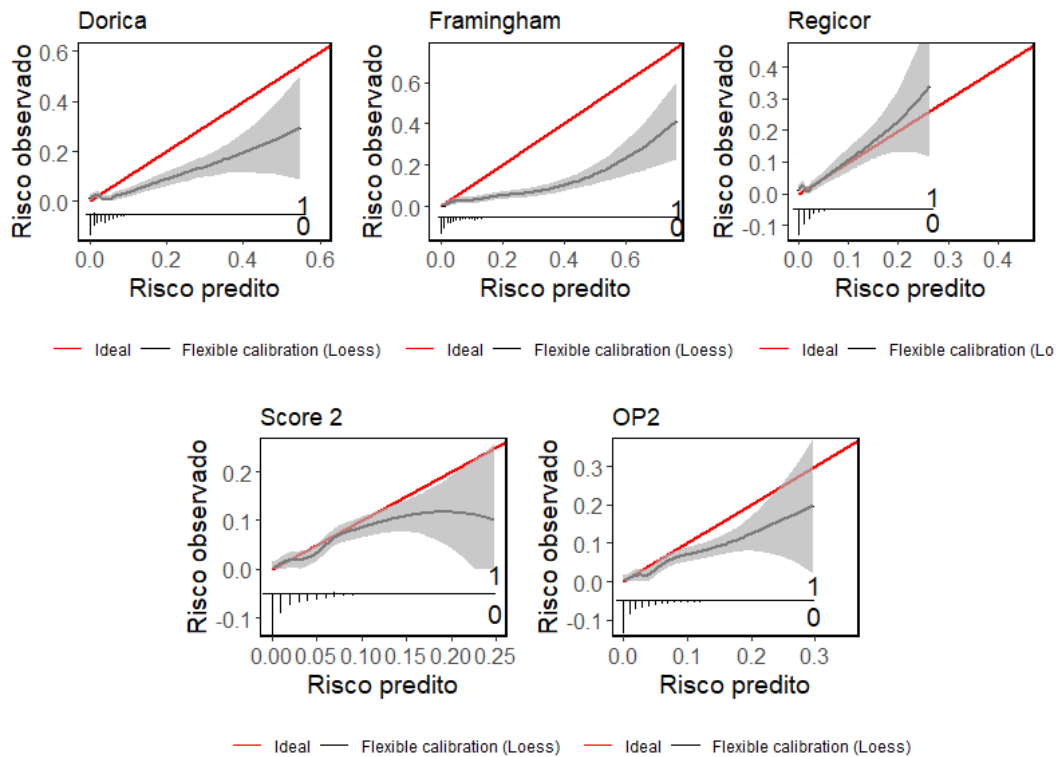 Dorica
Framingham
Regicor
Risco observado
0.6
0.4
0.2
0.0
1
0
0.0 0.2 0.4 0.6
Risco predito
Risco observado
0.6
0.4
0.2
0.0
1
0
0.0 0.2 0.4 0.6
Risco predito
Risco observado
0.4
0.3
0.2
0.1
0.0
-0.1
1
0
0.0 0.1 0.2 0.3 0.4
Risco predito
Ideal Flexible calibration (Loess) Ideal Flexible calibration (Loess) Ideal Flexible calibration (Lo
Score 2
OP2
Risco observado
0.2
0.1
0.0
-0.1
1
0
0.00 0.05 0.10 0.15 0.20 0.25
Risco predito
Risco observado
0.3
0.2
0.1
0.0
-0.1
1
0
0.0 0.1 0.2 0.3
Risco predito
Ideal Flexible calibration (Loess) Ideal Flexible calibration (Loess)